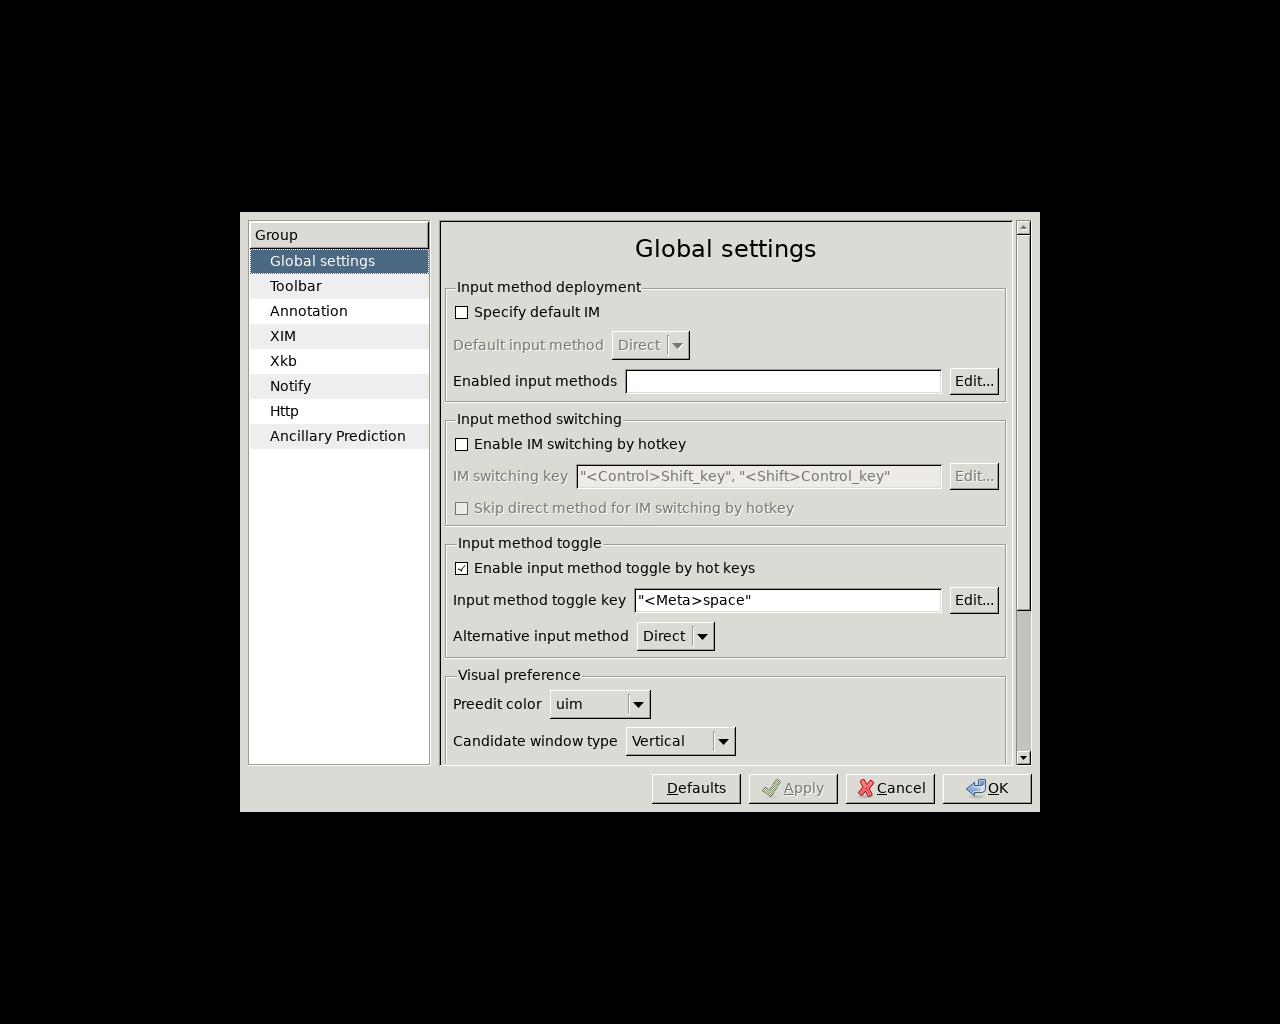 Group
Global settings
Toolbar
Annotation
XIM
Xkb
Notify
Http
Ancillary Prediction
Global settings
Input method deployment
Specify default IM
Default input method Direct
Enabled input methods Edit...
Input method switching
Enable IM switching by hotkey
IM switching key "<Control>Shift_key", "<Shift>Control_key" Edit...
Skip direct method for IM switching by hotkey
Input method toggle
Enable input method toggle by hot keys
Input method toggle key "<Meta>space" Edit...
Alternative input method Direct
Visual preference
Preedit color uim
Candidate window type Vertical
Defaults Apply Cancel OK